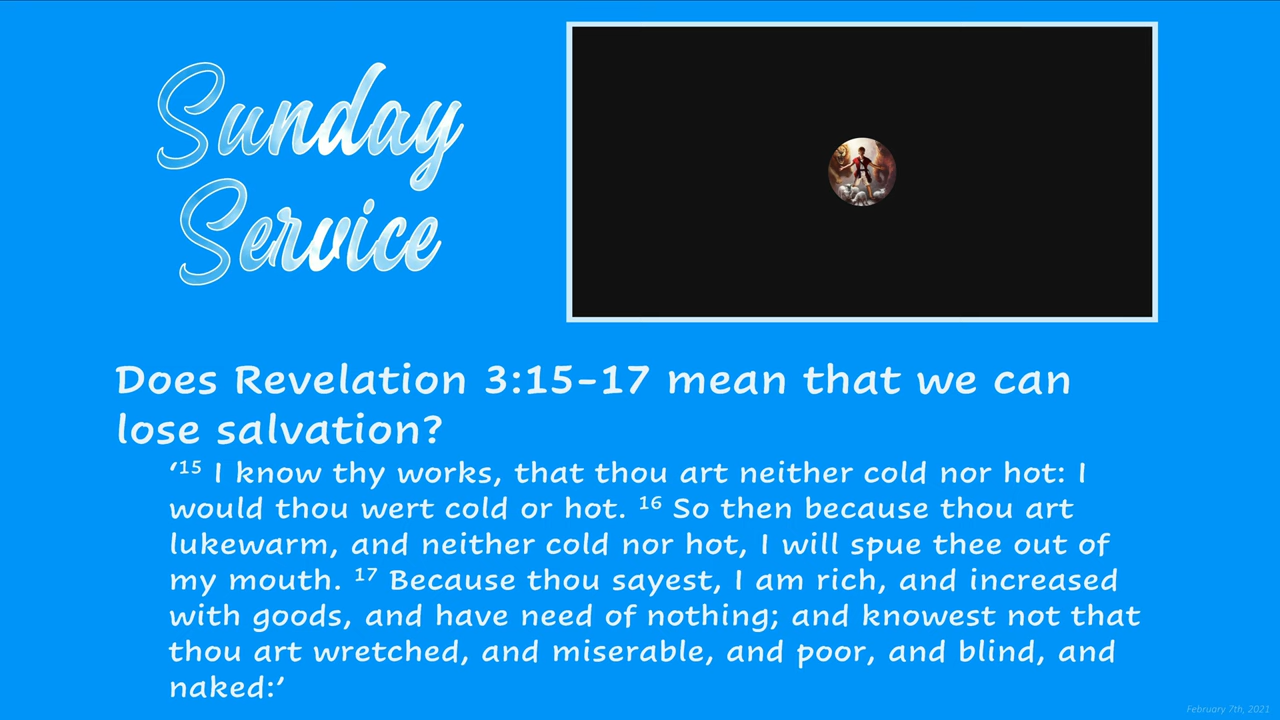 Sunday
Service
Does Revelation 3:15-17 mean that we can
lose salvation?
‘¹⁵ I know thy works, that thou art neither cold nor hot: I
would thou wert cold or hot. ¹⁶ So then because thou art
lukewarm, and neither cold nor hot, I will spue thee out of
my mouth. ¹⁷ Because thou sayest, I am rich, and increased
with goods, and have need of nothing; and knowest not that
thou art wretched, and miserable, and poor, and blind, and
naked:’
February 7th, 2021